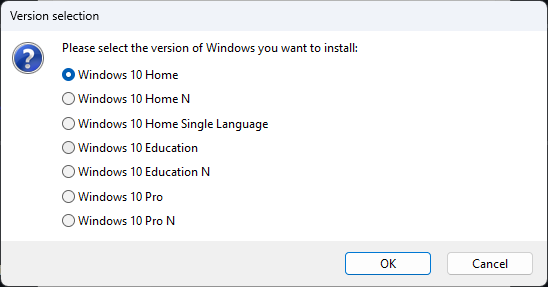 Version selection
Please select the version of Windows you want to install:
Windows 10 Home
Windows 10 Home N
Windows 10 Home Single Language
Windows 10 Education
Windows 10 Education N
Windows 10 Pro
Windows 10 Pro N
OK Cancel